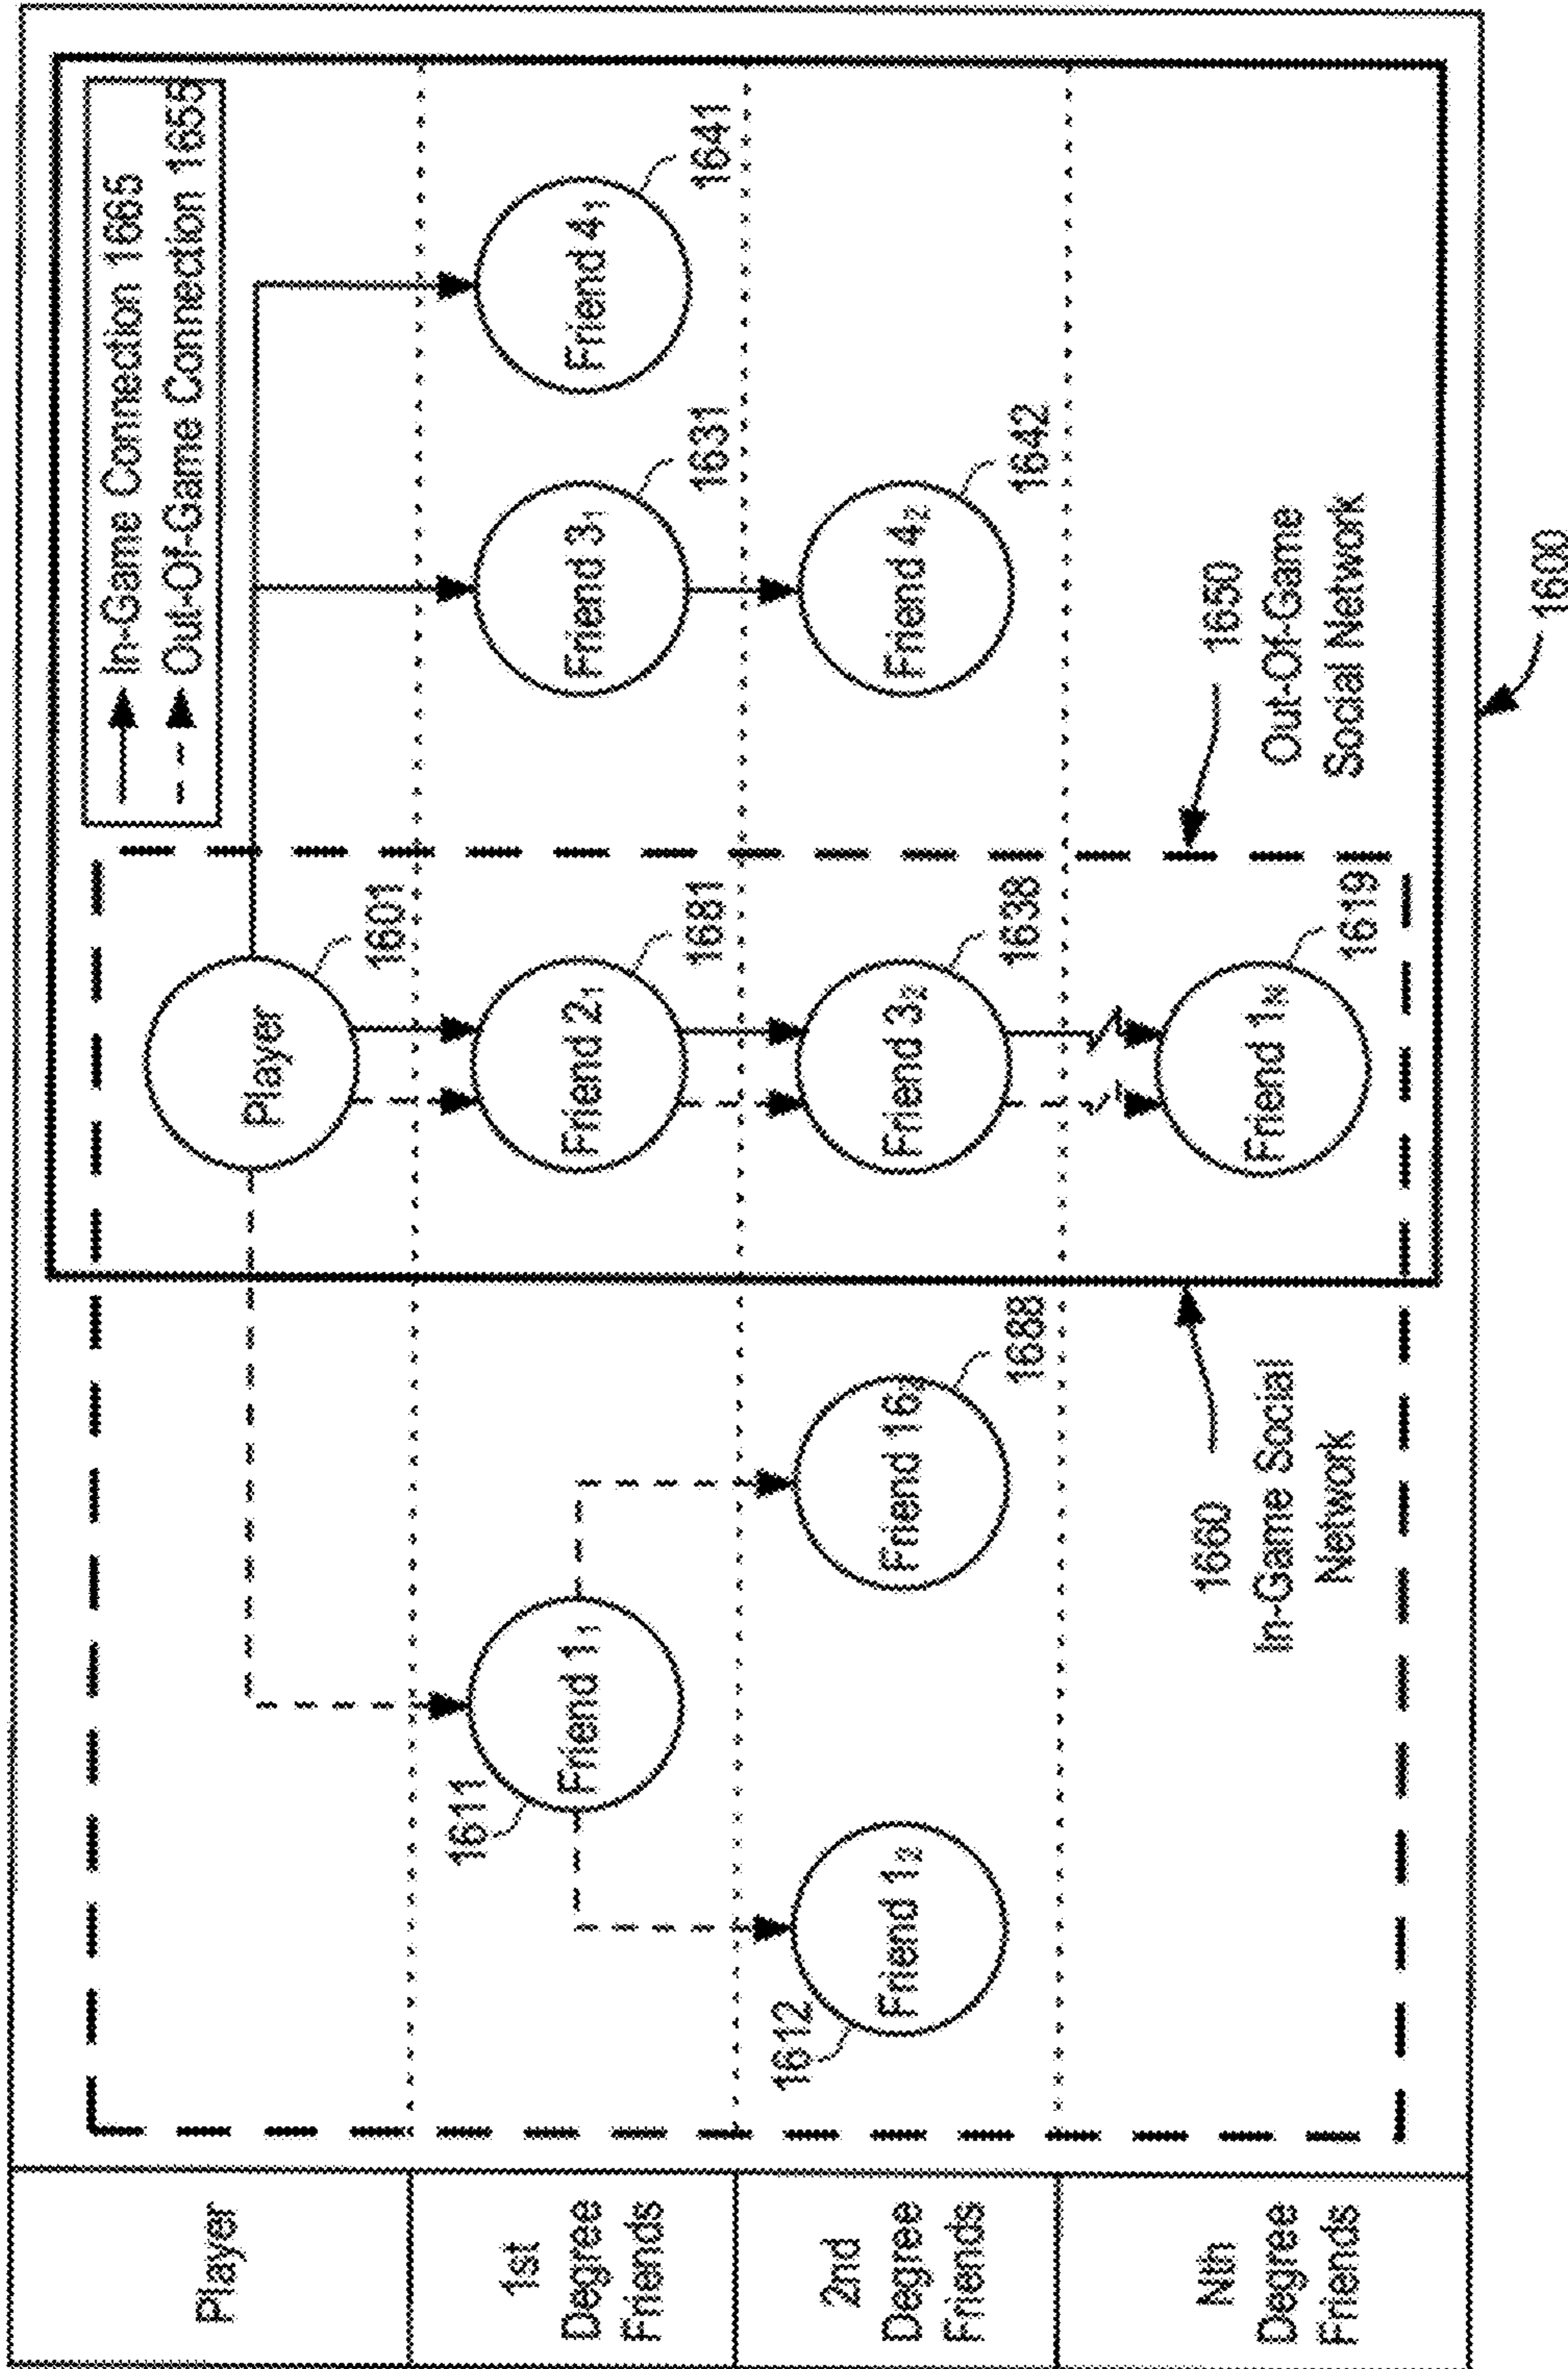 In-Game Connection 1665
Out-Of-Game Connection 1655
Player
Player
1601
1st
Degree
Friends
1611
Friend 1₁
Friend 2₁
1681
Friend 3₁
1631
Friend 4₁
1641
2nd
Degree
Friends
1612
Friend 1₂
Friend 16₂
1688
Friend 3₂
1638
Friend 4₂
1642
Nth
Degree
Friends
1660
In-Game Social
Network
Friend 1ₙ
1619
1650
Out-Of-Game
Social Network
1600